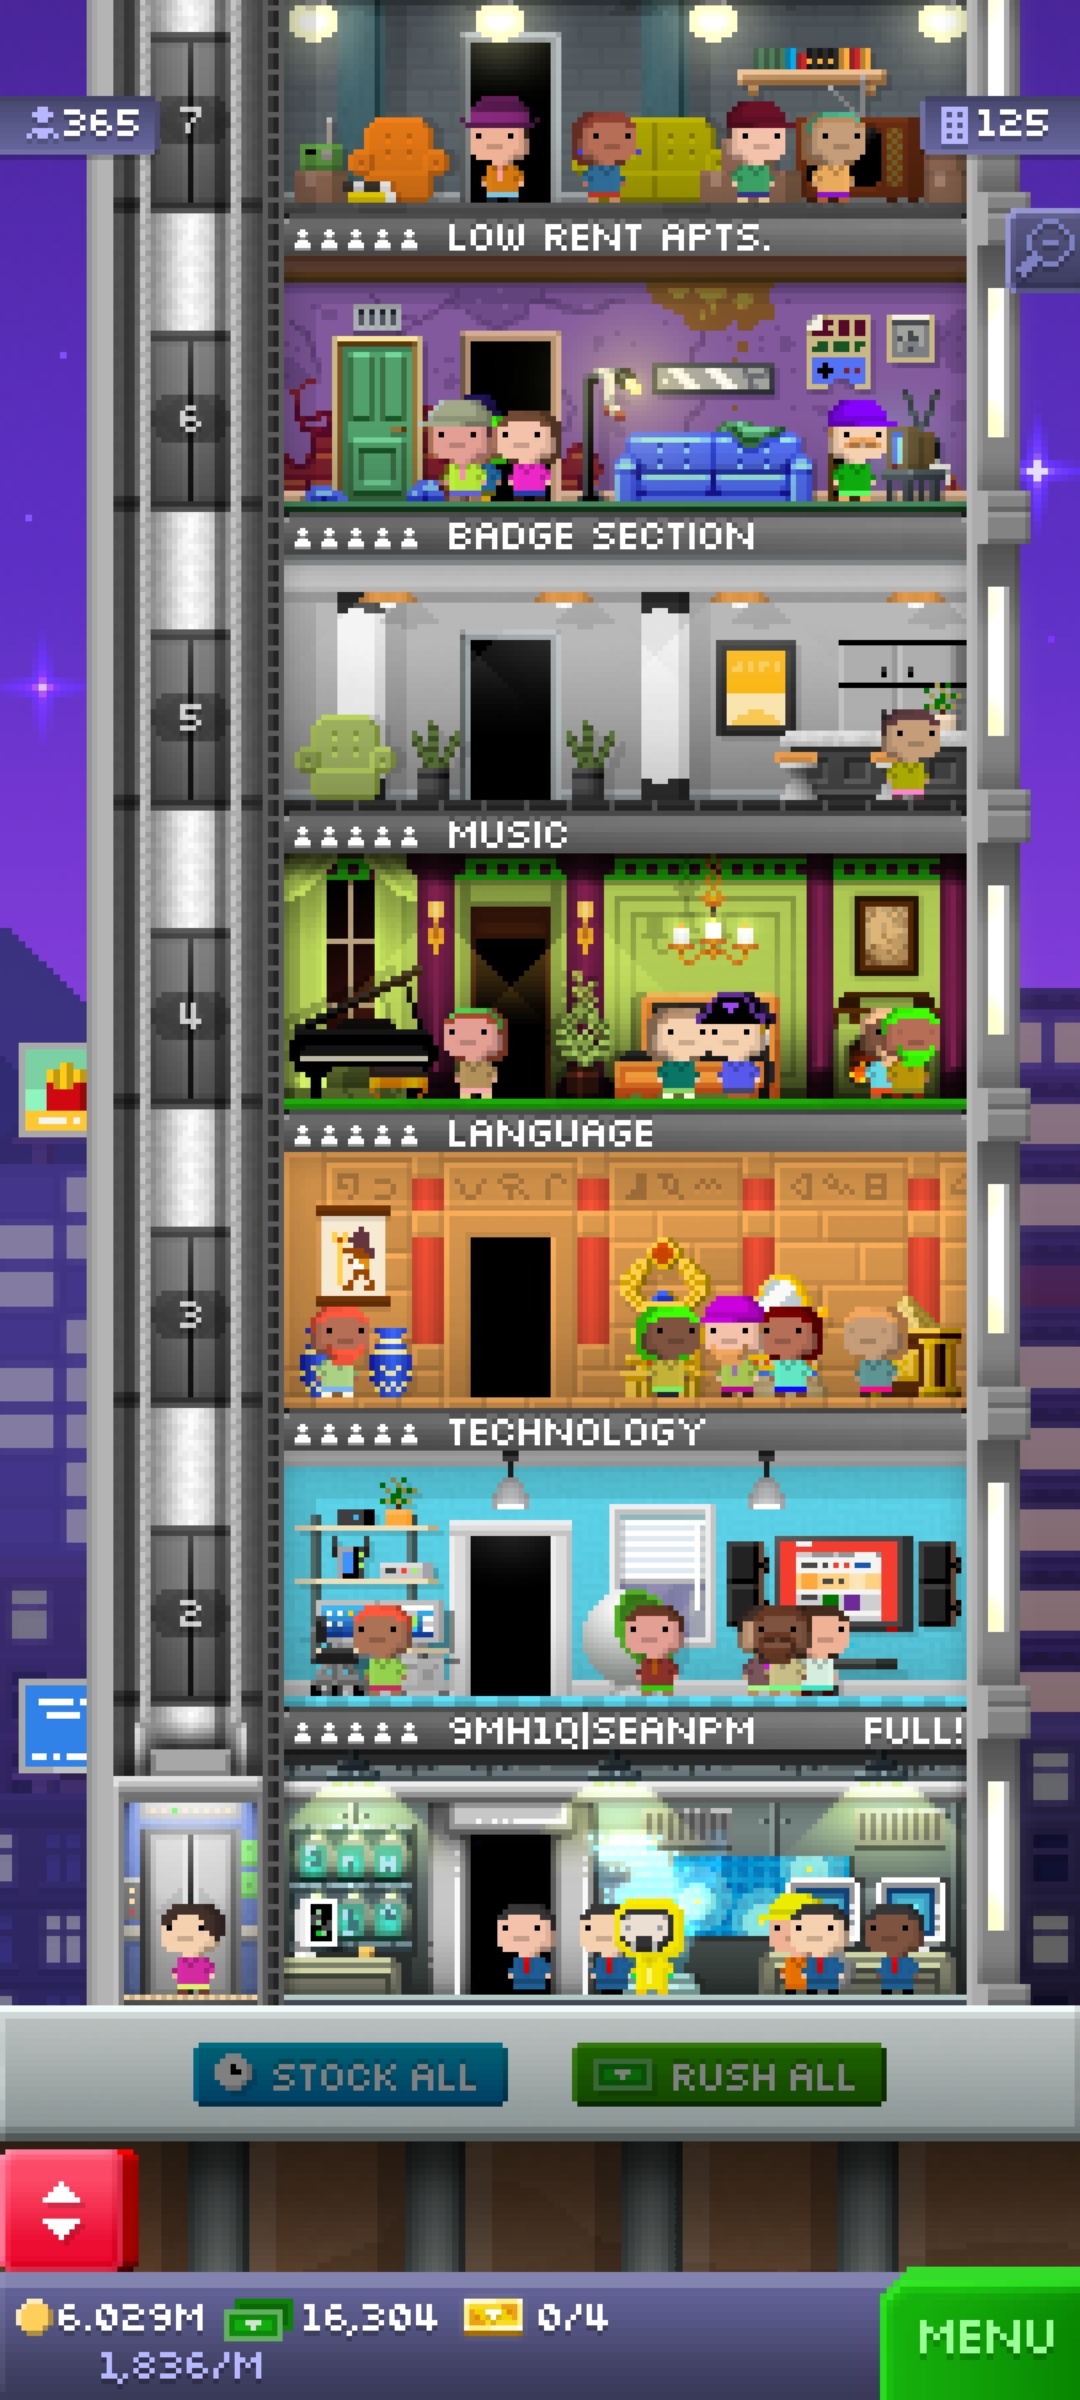 365
7
125
LOW RENT APTS.
6
BADGE SECTION
5
MUSIC
4
LANGUAGE
3
TECHNOLOGY
2
9MH1Q|SEANPM FULL!
STOCK ALL
RUSH ALL
6.029M 16,304 0/4
1,836/M
MENU